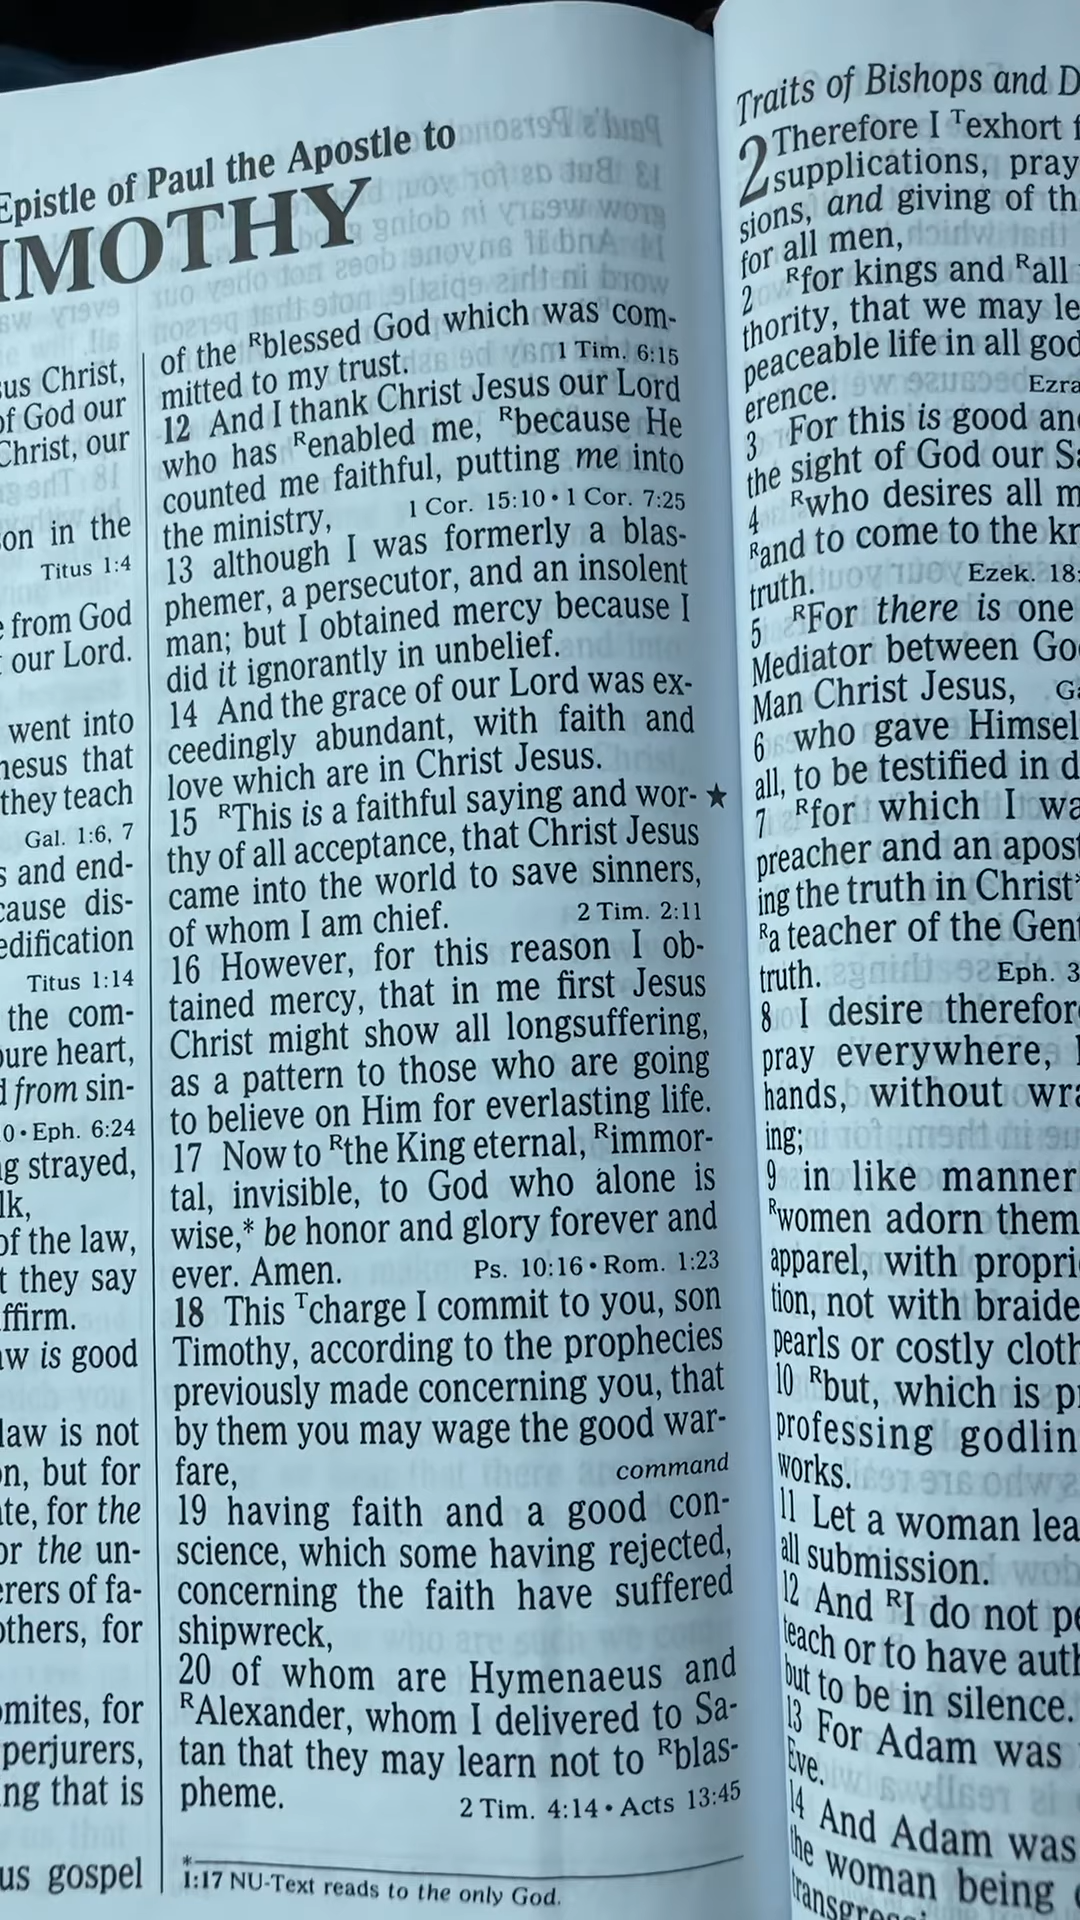 Epistle of Paul the Apostle to
IMOTHY
sus Christ,
of God our
Christ, our
on in the
Titus 1:4
from God
our Lord.
went into
hesus that
they teach
Gal. 1:6, 7
s and end-
cause dis-
edification
Titus 1:14
the com-
pure heart,
d from sin-
0 • Eph. 6:24
ng strayed,
lk,
of the law,
t they say
ffirm.
aw is good
law is not
on, but for
ate, for the
or the un-
erers of fa-
others, for
omites, for
perjurers,
ing that is
us gospel
of the ᴿblessed God which was com-
mitted to my trust. 1 Tim. 6:15
12 And I thank Christ Jesus our Lord
who has ᴿenabled me, ᴿbecause He
counted me faithful, putting me into
the ministry, 1 Cor. 15:10 • 1 Cor. 7:25
13 although I was formerly a blas-
phemer, a persecutor, and an insolent
man; but I obtained mercy because I
did it ignorantly in unbelief.
14 And the grace of our Lord was ex-
ceedingly abundant, with faith and
love which are in Christ Jesus.
15 ᴿThis is a faithful saying and wor- ★
thy of all acceptance, that Christ Jesus
came into the world to save sinners,
of whom I am chief. 2 Tim. 2:11
16 However, for this reason I ob-
tained mercy, that in me first Jesus
Christ might show all longsuffering,
as a pattern to those who are going
to believe on Him for everlasting life.
17 Now to ᴿthe King eternal, ᴿimmor-
tal, invisible, to God who alone is
wise,* be honor and glory forever and
ever. Amen. Ps. 10:16 • Rom. 1:23
18 This ᵀcharge I commit to you, son
Timothy, according to the prophecies
previously made concerning you, that
by them you may wage the good war-
fare, command
19 having faith and a good con-
science, which some having rejected,
concerning the faith have suffered
shipwreck,
20 of whom are Hymenaeus and
ᴿAlexander, whom I delivered to Sa-
tan that they may learn not to ᴿblas-
pheme. 2 Tim. 4:14 • Acts 13:45
*
1:17 NU-Text reads to the only God.
Traits of Bishops and D
2 Therefore I ᵀexhort f
supplications, pray
sions, and giving of th
for all men,
2 ᴿfor kings and ᴿall
thority, that we may le
peaceable life in all god
erence. Ezra
3 For this is good an
the sight of God our Sa
4 ᴿwho desires all m
ᴿand to come to the kn
truth. Ezek. 18:
5 ᴿFor there is one
Mediator between Go
Man Christ Jesus, Ga
6 who gave Himsel
all, to be testified in d
7 ᴿfor which I wa
preacher and an apost
ing the truth in Christ*
ᴿa teacher of the Gent
truth. Eph. 3
8 I desire therefore
pray everywhere,
hands, without wra
ing;
9 in like manner
ᴿwomen adorn them
apparel, with propri
tion, not with braide
pearls or costly cloth
10 ᴿbut, which is pr
professing godlin
works.
11 Let a woman lea
all submission.
12 And ᴿI do not pe
teach or to have auth
but to be in silence.
13 For Adam was
Eve.
14 And Adam was
the woman being
transgre